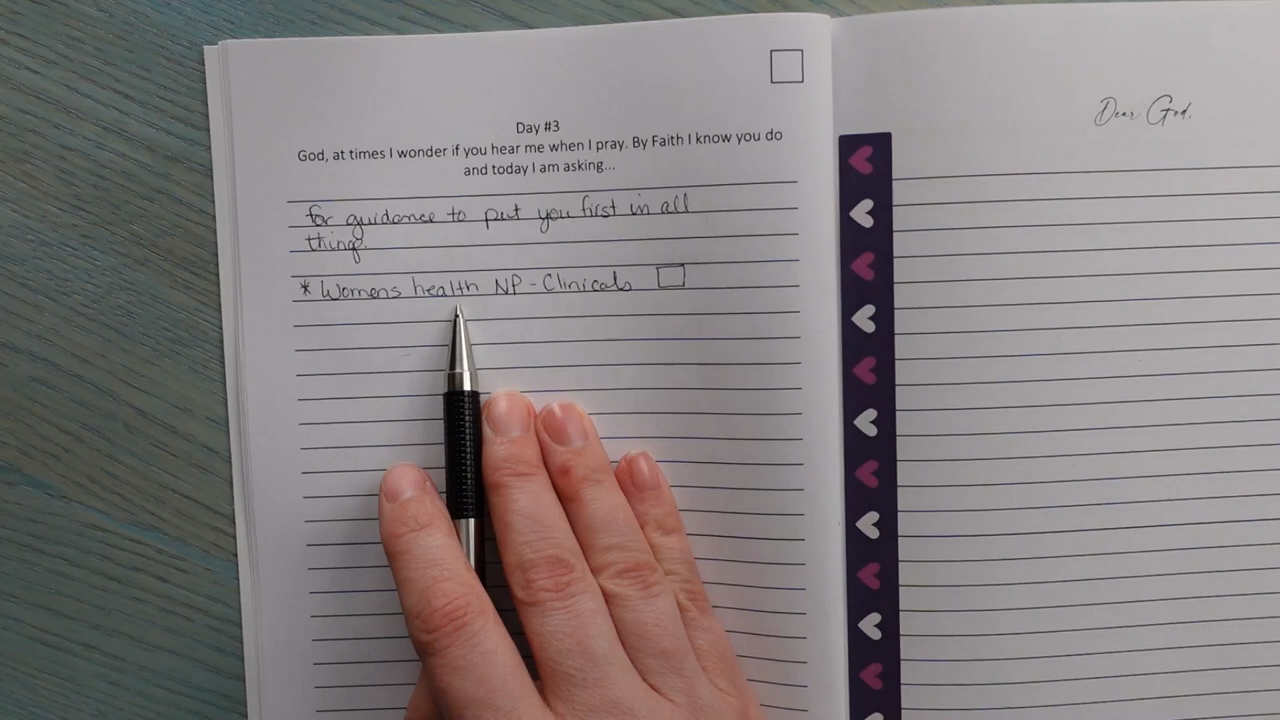 Day #3
God, at times I wonder if you hear me when I pray. By Faith I know you do
and today I am asking...
for guidance to put you first in all
thing.
* Womens health NP - Clinicals
Dear God,